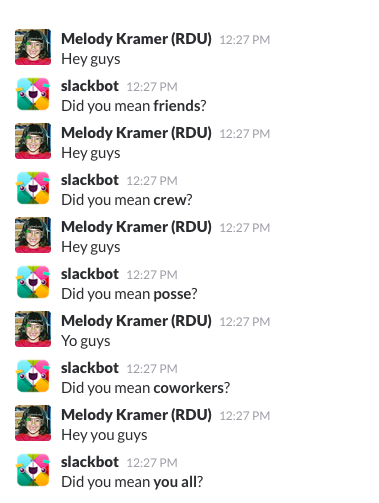 Melody Kramer (RDU) 12:27 PM
Hey guys
slackbot 12:27 PM
Did you mean friends?
Melody Kramer (RDU) 12:27 PM
Hey guys
slackbot 12:27 PM
Did you mean crew?
Melody Kramer (RDU) 12:27 PM
Hey guys
slackbot 12:27 PM
Did you mean posse?
Melody Kramer (RDU) 12:27 PM
Yo guys
slackbot 12:27 PM
Did you mean coworkers?
Melody Kramer (RDU) 12:27 PM
Hey you guys
slackbot 12:27 PM
Did you mean you all?